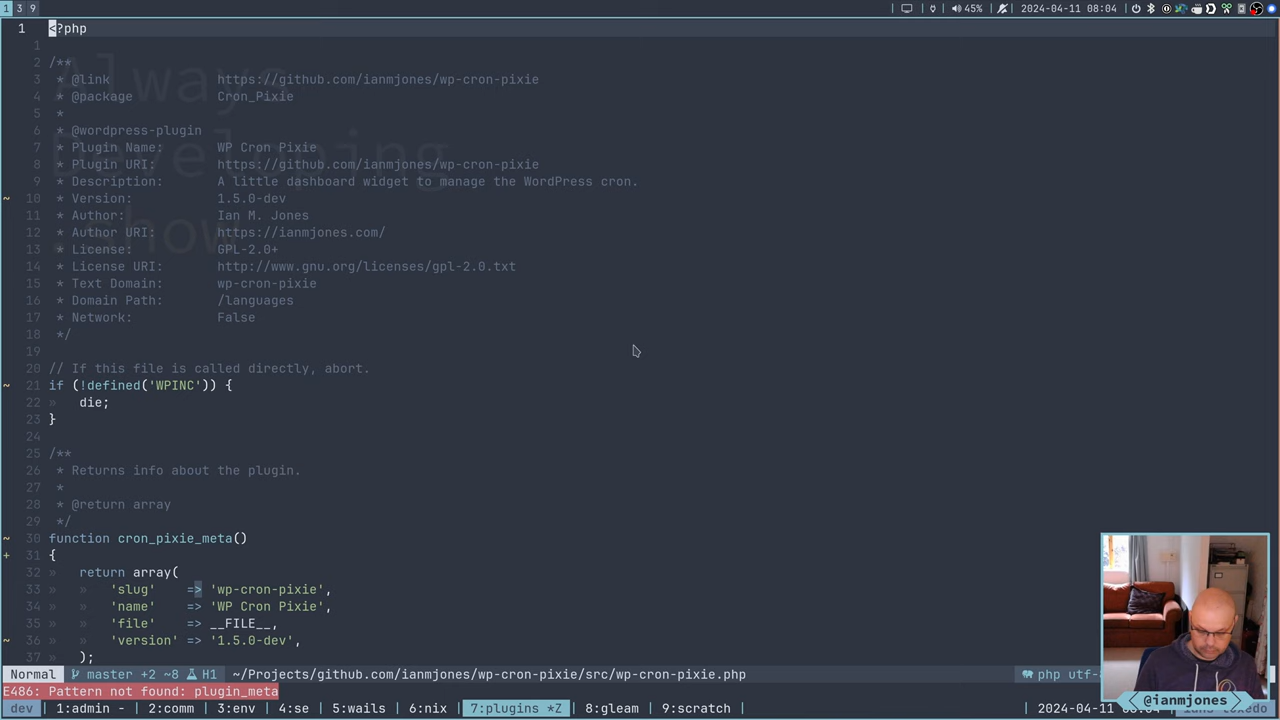 1 3 9
45% 2024-04-11 08:04
1 <?php
1
2 /**
3 * @link https://github.com/ianmjones/wp-cron-pixie
4 * @package Cron_Pixie
5 *
6 * @wordpress-plugin
7 * Plugin Name: WP Cron Pixie
8 * Plugin URI: https://github.com/ianmjones/wp-cron-pixie
9 * Description: A little dashboard widget to manage the WordPress cron.
~ 10 * Version: 1.5.0-dev
11 * Author: Ian M. Jones
12 * Author URI: https://ianmjones.com/
13 * License: GPL-2.0+
14 * License URI: http://www.gnu.org/licenses/gpl-2.0.txt
15 * Text Domain: wp-cron-pixie
16 * Domain Path: /languages
17 * Network: False
18 */
19
20 // If this file is called directly, abort.
~ 21 if (!defined('WPINC')) {
22 » die;
23 }
24
25 /**
26 * Returns info about the plugin.
27 *
28 * @return array
29 */
~ 30 function cron_pixie_meta()
+ 31 {
32 » return array(
33 » » 'slug' => 'wp-cron-pixie',
34 » » 'name' => 'WP Cron Pixie',
35 » » 'file' => __FILE__,
~ 36 » » 'version' => '1.5.0-dev',
37 » );
Always
Developing
.show
Normal master +2 ~8 H1 ~/Projects/github.com/ianmjones/wp-cron-pixie/src/wp-cron-pixie.php php utf-
E486: Pattern not found: plugin_meta
dev 1:admin - 2:comm 3:env 4:se 5:wails 6:nix 7:plugins *Z 8:gleam 9:scratch 2024-04-11
@ianmjones